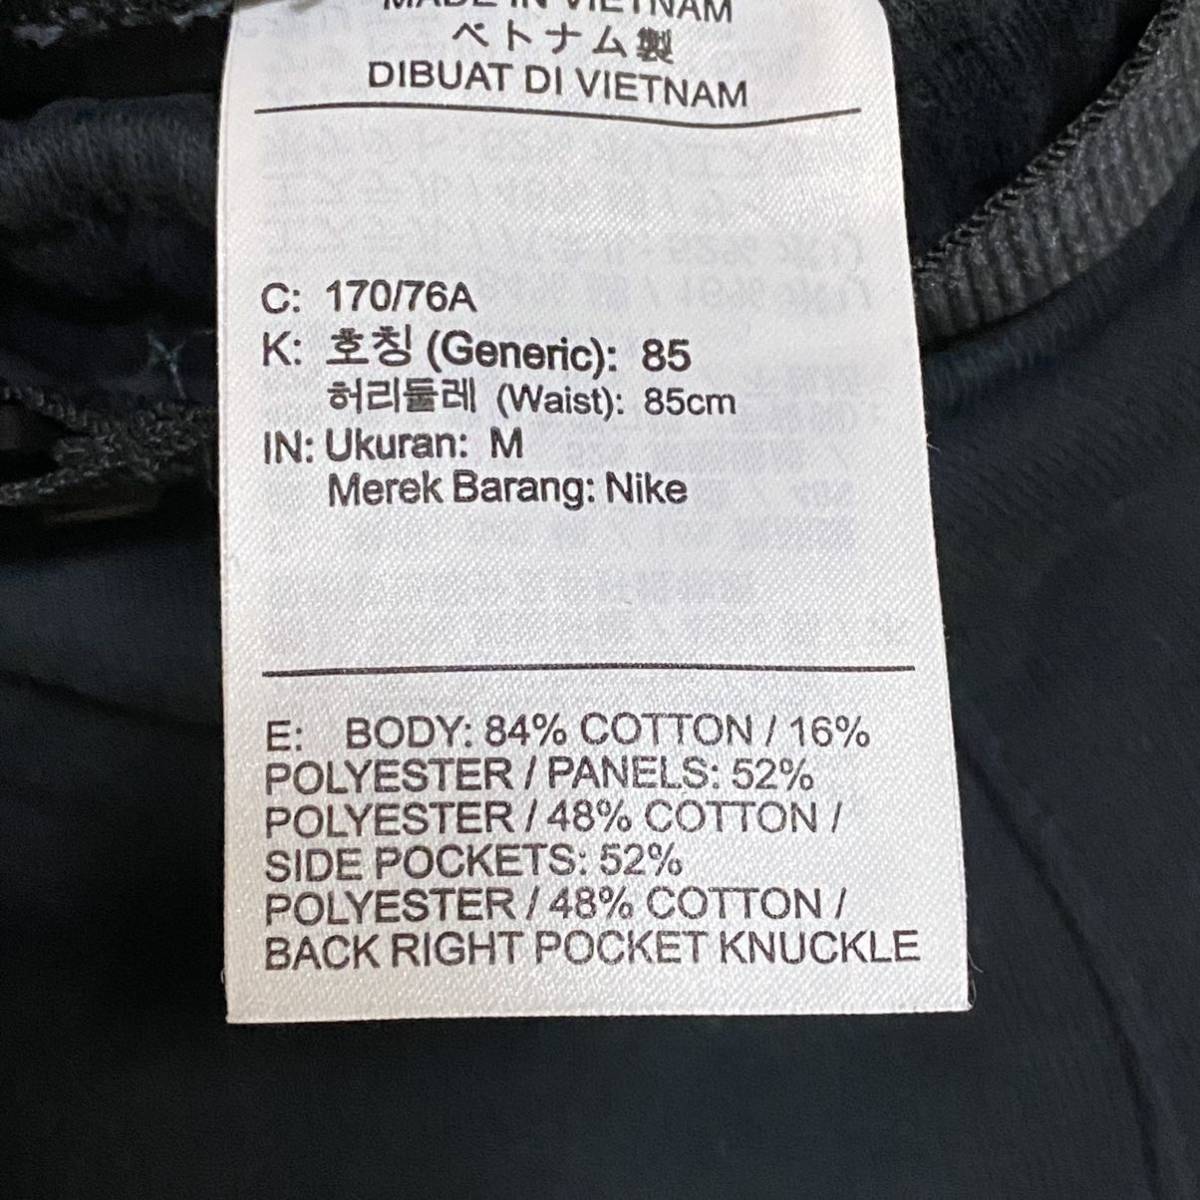 MADE IN VIETNAM
ベトナム製
DIBUAT DI VIETNAM
C: 170/76A
K: 호칭 (Generic): 85
허리둘레 (Waist): 85cm
IN: Ukuran: M
Merek Barang: Nike
E: BODY: 84% COTTON / 16%
POLYESTER / PANELS: 52%
POLYESTER / 48% COTTON /
SIDE POCKETS: 52%
POLYESTER / 48% COTTON /
BACK RIGHT POCKET KNUCKLE